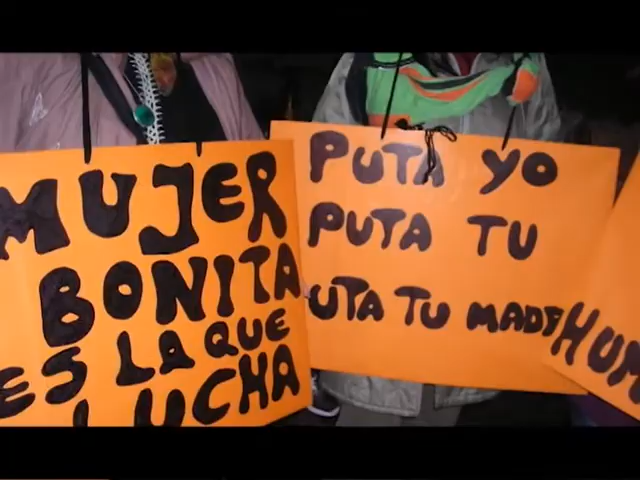 MUJER
BONITA
ES LA QUE
LUCHA
PUTA YO
PUTA TU
UTA TU MADR
HUM